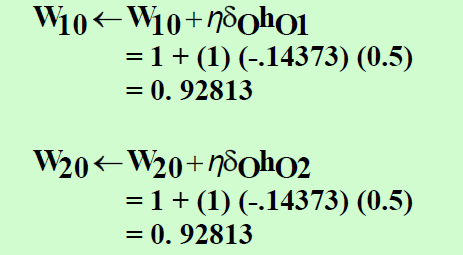 W10 ← W10 + ηδOhO1
= 1 + (1) (-.14373) (0.5)
= 0. 92813
W20 ← W20 + ηδOhO2
= 1 + (1) (-.14373) (0.5)
= 0. 92813